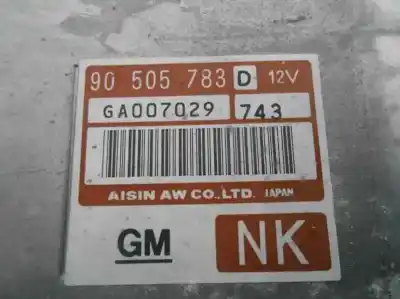 90 505 783 D 12V
GA007029 743
AISIN AW CO.,LTD. JAPAN
GM NK